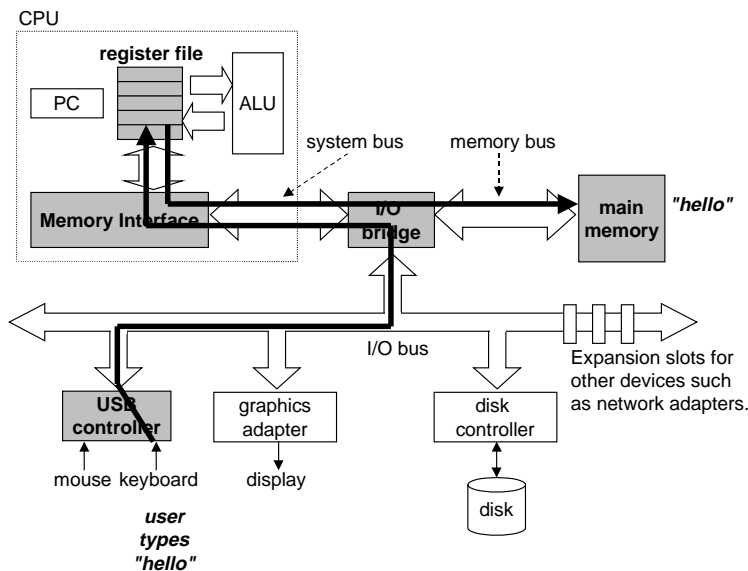 CPU
register file
PC
ALU
system bus
memory bus
Memory Interface
I/O
bridge
main
memory
"hello"
I/O bus
Expansion slots for
other devices such
as network adapters.
USB
controller
graphics
adapter
disk
controller
mouse
keyboard
display
disk
user
types
"hello"